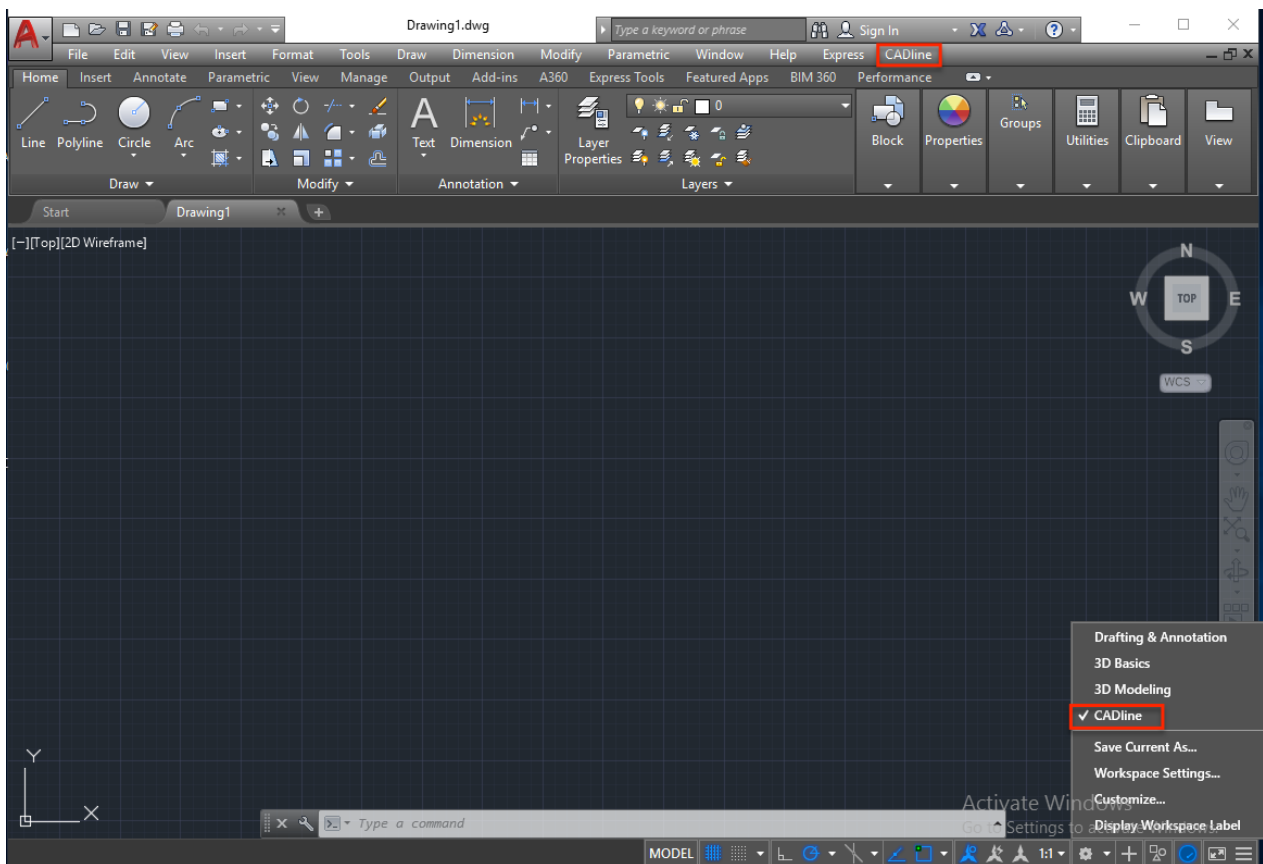 Drawing1.dwg Type a keyword or phrase Sign In
File Edit View Insert Format Tools Draw Dimension Modify Parametric Window Help Express CADline
Home Insert Annotate Parametric View Manage Output Add-ins A360 Express Tools Featured Apps BIM 360 Performance
Line Polyline Circle Arc Text Dimension Layer Properties 0 Block Properties Groups Utilities Clipboard View
Draw Modify Annotation Layers
Start Drawing1
[−][Top][2D Wireframe]
N
W TOP E
S
WCS
Drafting & Annotation
3D Basics
3D Modeling
✓ CADline
Save Current As...
Workspace Settings...
Customize...
Display Workspace Label
Y
X
Activate Windows
Go to Settings to activate Windows.
Type a command
MODEL 1:1